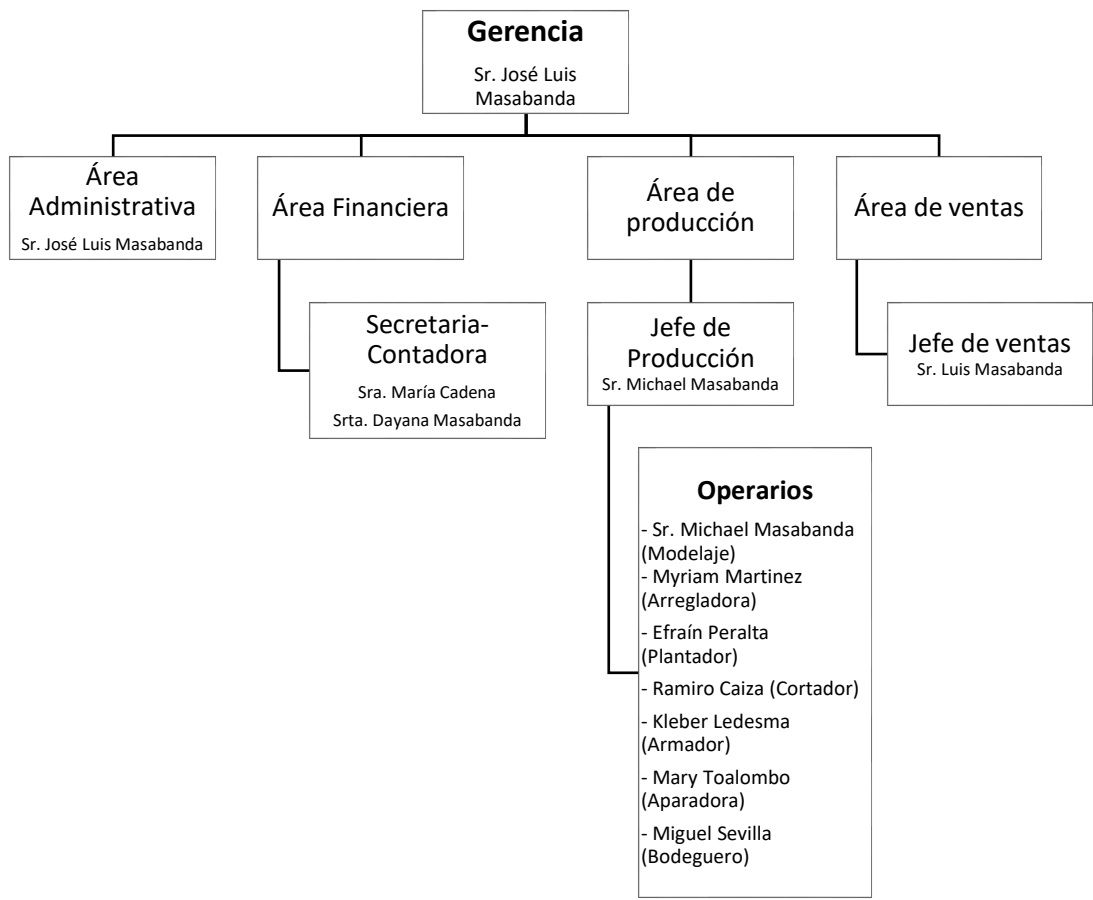 Gerencia
Sr. José Luis
Masabanda
Área
Administrativa
Sr. José Luis Masabanda
Área Financiera
Área de
producción
Área de ventas
Secretaria-
Contadora
Sra. María Cadena
Srta. Dayana Masabanda
Jefe de
Producción
Sr. Michael Masabanda
Jefe de ventas
Sr. Luis Masabanda
Operarios
- Sr. Michael Masabanda
(Modelaje)
- Myriam Martinez
(Arregladora)
- Efraín Peralta
(Plantador)
- Ramiro Caiza (Cortador)
- Kleber Ledesma
(Armador)
- Mary Toalombo
(Aparadora)
- Miguel Sevilla
(Bodeguero)